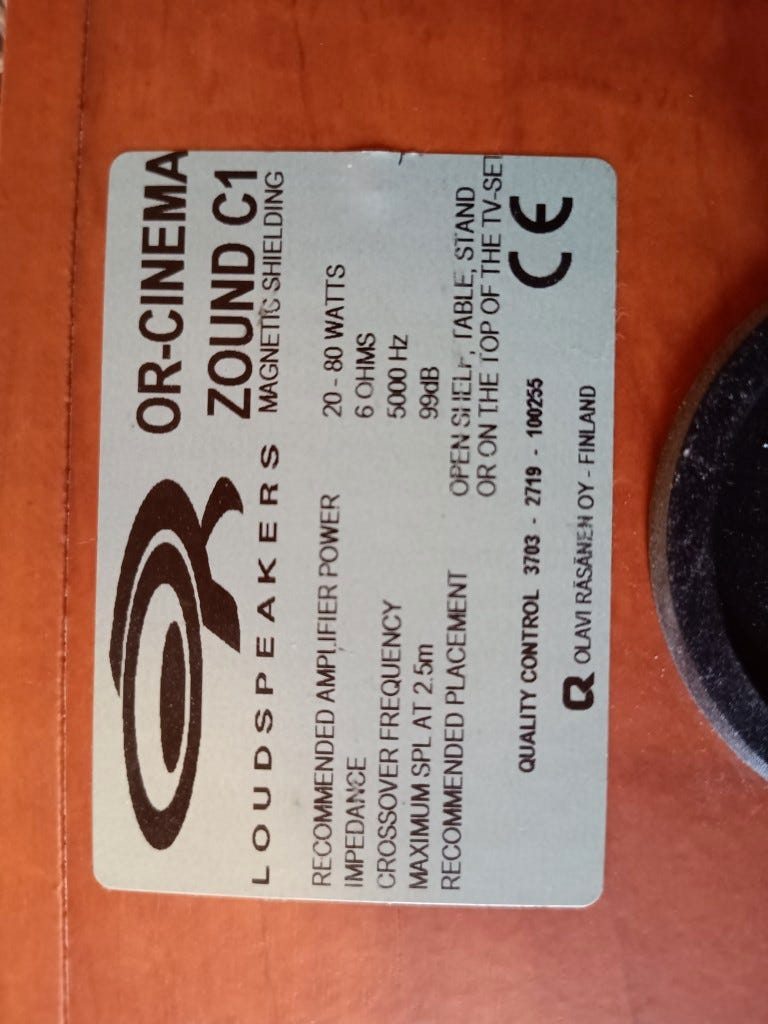 OR-CINEMA
ZOUND C1
LOUDSPEAKERS MAGNETIC SHIELDING
RECOMMENDED AMPLIFIER POWER 20 - 80 WATTS
IMPEDANCE 6 OHMS
CROSSOVER FREQUENCY 5000 Hz
MAXIMUM SPL AT 2.5m 99dB
RECOMMENDED PLACEMENT OPEN SHELF, TABLE, STAND
OR ON THE TOP OF THE TV-SET
QUALITY CONTROL 3703 - 2719 - 100255 CE
OLAVI RÄSÄNEN OY - FINLAND